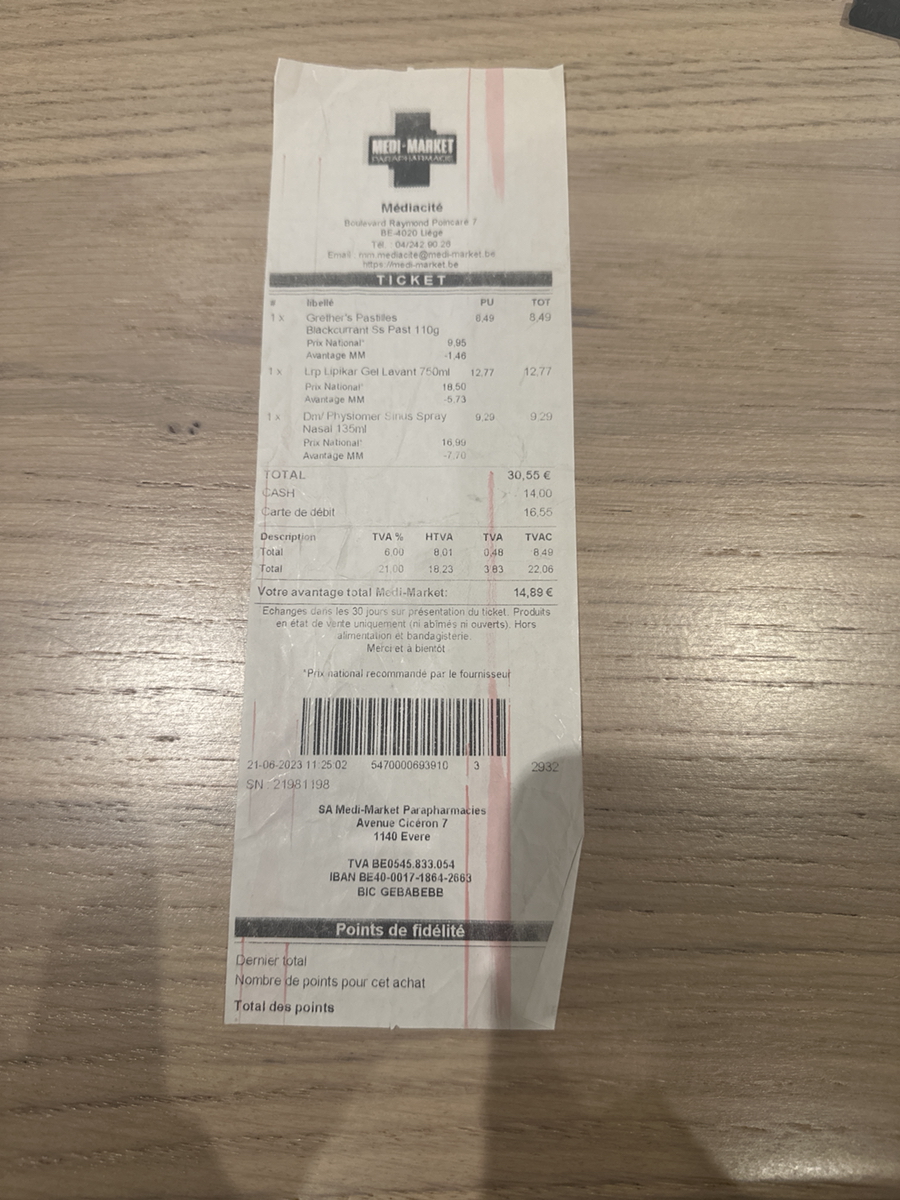 MEDI-MARKET
PARAPHARMACIE
Médiacité
Boulevard Raymond Poincaré 7
BE-4020 Liège
Tél. : 04/242 00 28
Email : mm.mediacite@medi-market.be
https://medi-market.be
TICKET
# libellé PU TOT
1 x Grether's Pastilles 8,49 8,49
Blackcurrant Ss Past 110g
Prix National* 9,95
Avantage MM -1,46
1 x Lrp Lipikar Gel Lavant 750ml 12,77 12,77
Prix National* 18,50
Avantage MM -5,73
1 x Dm/ Physiomer Sinus Spray 9,29 9,29
Nasal 135ml
Prix National* 16,99
Avantage MM -7,70
TOTAL 30,55 €
CASH 14,00
Carte de débit 16,55
Description TVA % HTVA TVA TVAC
Total 6,00 8,01 0,48 8,49
Total 21,00 18,23 3,83 22,06
Votre avantage total Medi-Market: 14,89 €
Echanges dans les 30 jours sur présentation du ticket. Produits
en état de vente uniquement (ni abîmés ni ouverts). Hors
alimentation et bandagisterie.
Merci et à bientôt
*Prix national recommandé par le fournisseur
21-06-2023 11:25:02 5470000693910 3 2932
SN : 21981198
SA Medi-Market Parapharmacies
Avenue Cicéron 7
1140 Evere
TVA BE0545.833.054
IBAN BE40-0017-1864-2663
BIC GEBABEBB
Points de fidélité
Dernier total
Nombre de points pour cet achat
Total des points